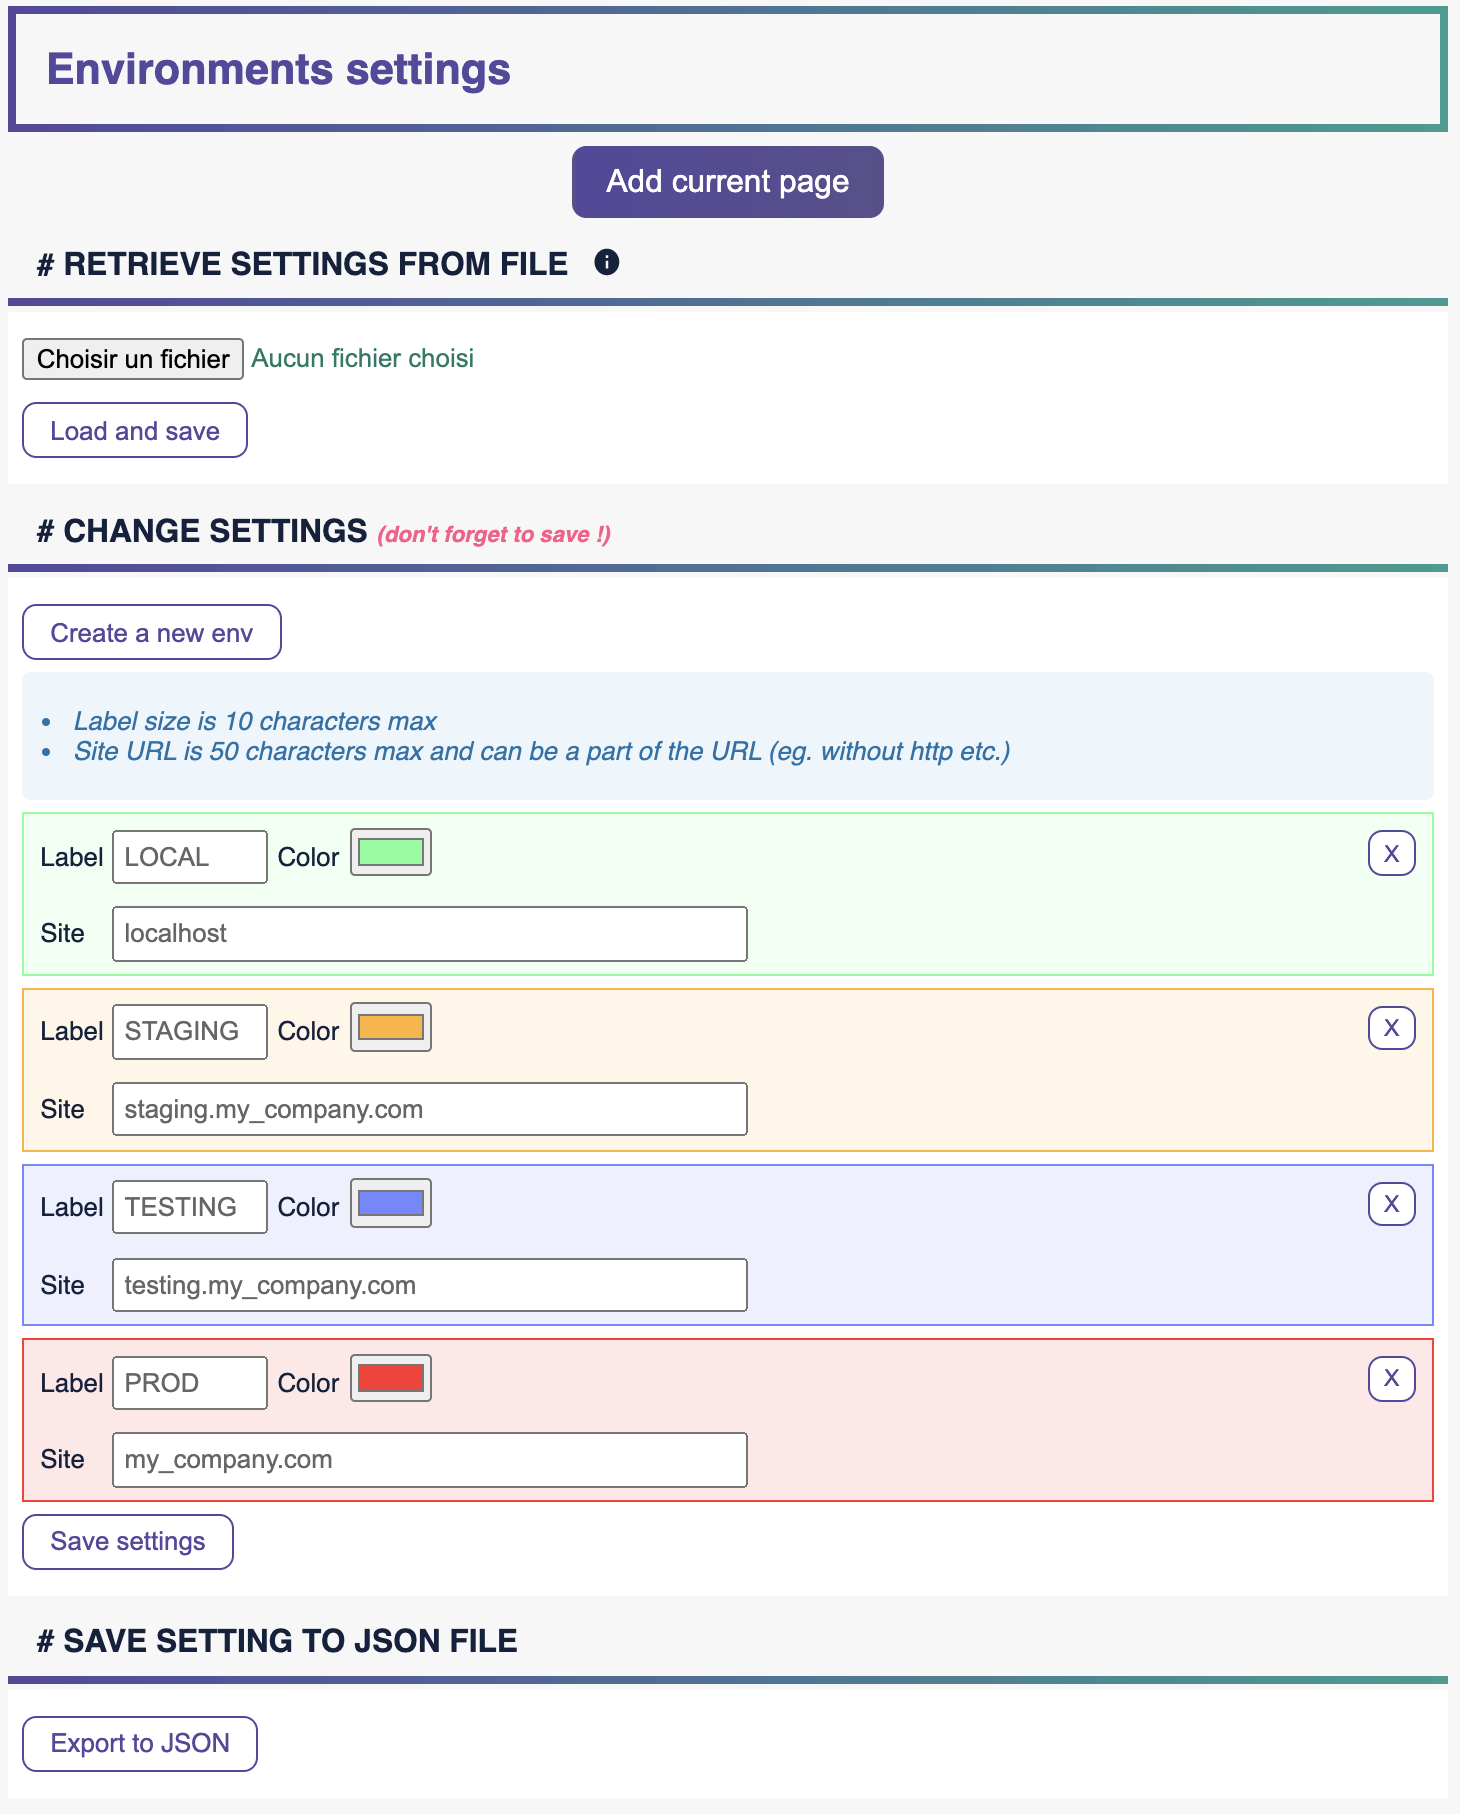 Environments settings
Add current page
# RETRIEVE SETTINGS FROM FILE i
Choisir un fichier Aucun fichier choisi
Load and save
# CHANGE SETTINGS (don't forget to save !)
Create a new env
• Label size is 10 characters max
• Site URL is 50 characters max and can be a part of the URL (eg. without http etc.)
Label LOCAL Color X
Site localhost
Label STAGING Color X
Site staging.my_company.com
Label TESTING Color X
Site testing.my_company.com
Label PROD Color X
Site my_company.com
Save settings
# SAVE SETTING TO JSON FILE
Export to JSON